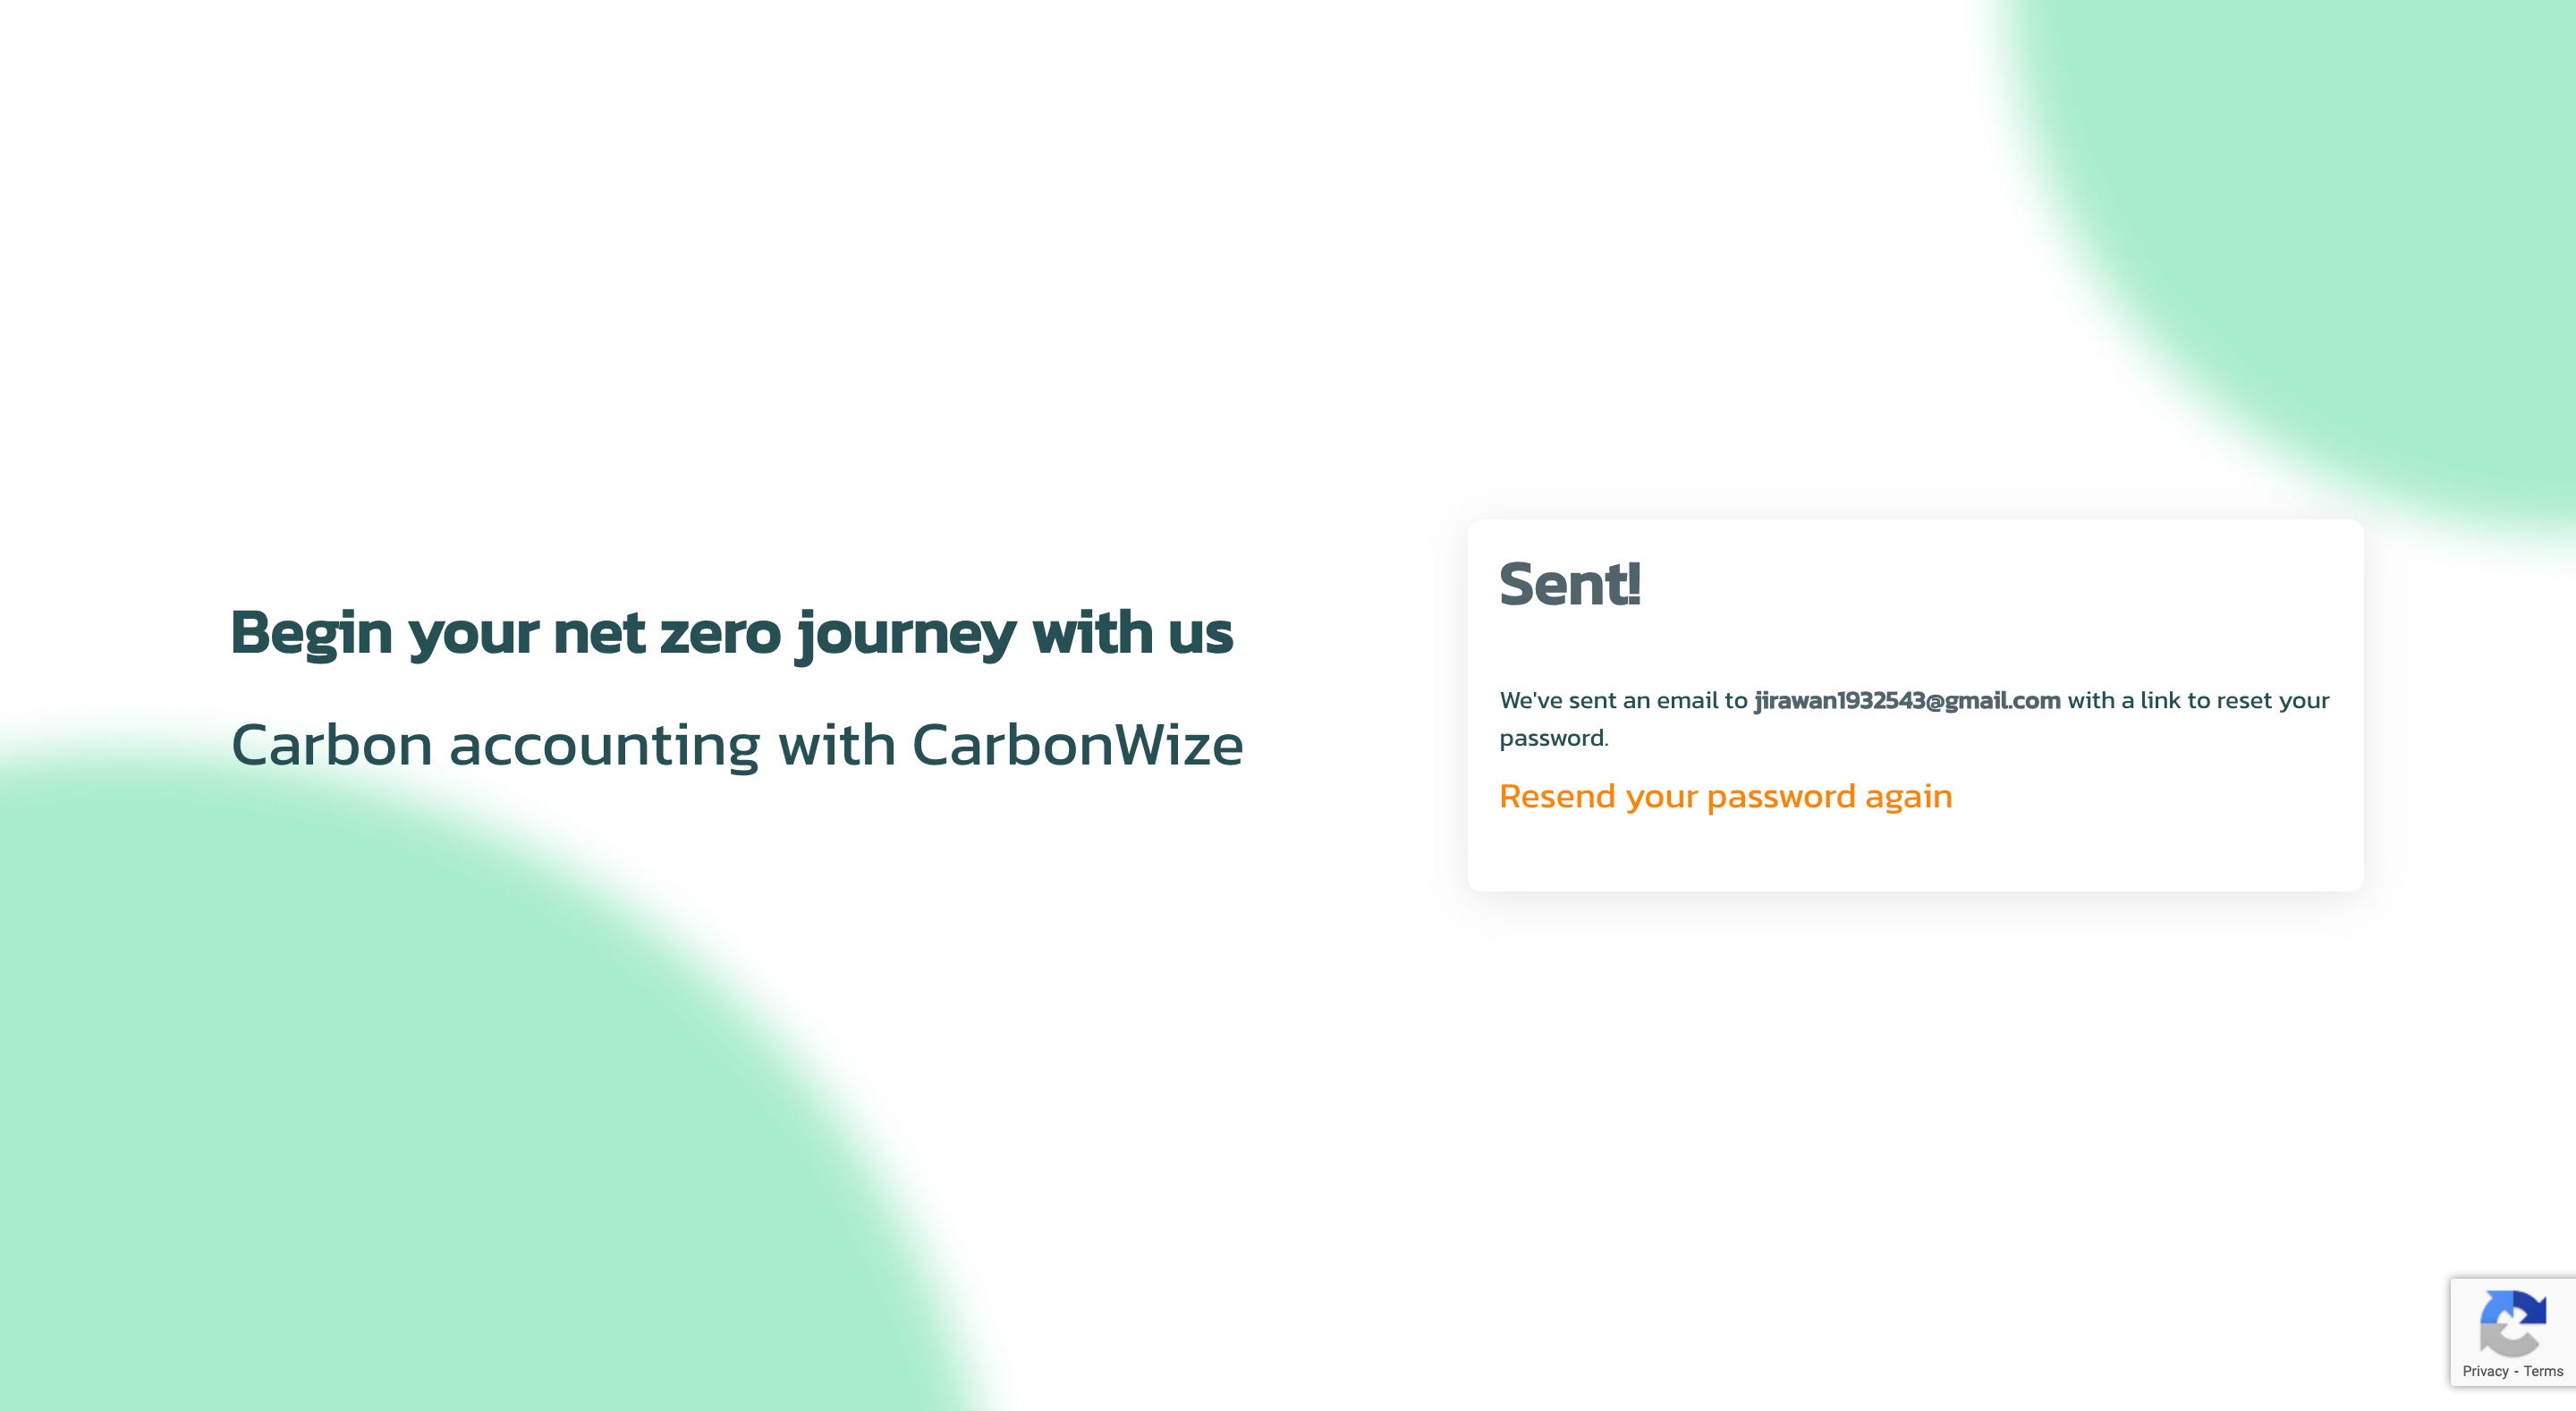 Begin your net zero journey with us
Carbon accounting with CarbonWize
Sent!
We've sent an email to jirawan1932543@gmail.com with a link to reset your
password.
Resend your password again
Privacy - Terms